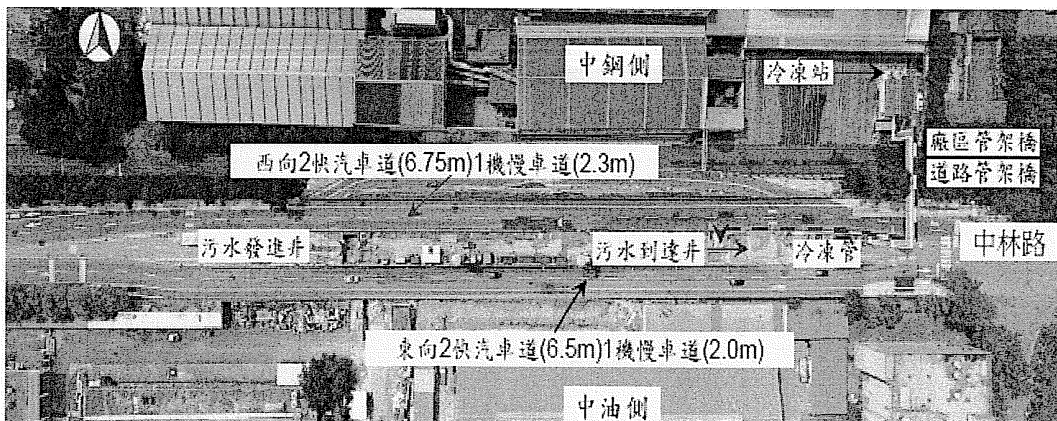 中鋼側
冷凍站
廠區管架橋
道路管架橋
西向2快汽車道(6.75m)1機慢車道(2.3m)
污水發進井
污水到達井
冷凍管
中林路
東向2快汽車道(6.5m)1機慢車道(2.0m)
中油側